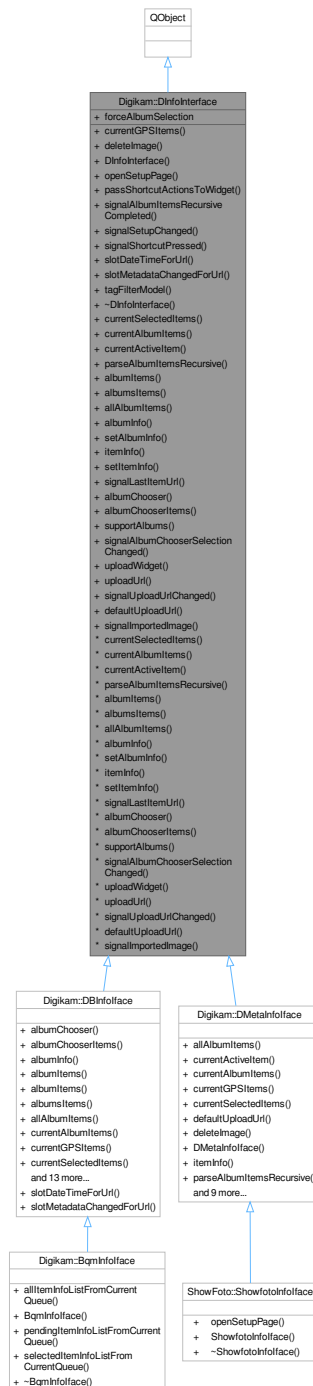 QObject
Digikam::DInfoInterface
+ forceAlbumSelection
+ currentGPSItems()
+ deleteImage()
+ DInfoInterface()
+ openSetupPage()
+ passShortcutActionsToWidget()
+ signalAlbumItemsRecursive
Completed()
+ signalSetupChanged()
+ signalShortcutPressed()
+ slotDateTimeForUrl()
+ slotMetadataChangedForUrl()
+ tagFilterModel()
+ ~DInfoInterface()
+ currentSelectedItems()
+ currentAlbumItems()
+ currentActiveItem()
+ parseAlbumItemsRecursive()
+ albumItems()
+ albumsItems()
+ allAlbumItems()
+ albumInfo()
+ setAlbumInfo()
+ itemInfo()
+ setItemInfo()
+ signalLastItemUrl()
+ albumChooser()
+ albumChooserItems()
+ supportAlbums()
+ signalAlbumChooserSelection
Changed()
+ uploadWidget()
+ uploadUrl()
+ signalUploadUrlChanged()
+ defaultUploadUrl()
+ signalImportedImage()
* currentSelectedItems()
* currentAlbumItems()
* currentActiveItem()
* parseAlbumItemsRecursive()
* albumItems()
* albumsItems()
* allAlbumItems()
* albumInfo()
* setAlbumInfo()
* itemInfo()
* setItemInfo()
* signalLastItemUrl()
* albumChooser()
* albumChooserItems()
* supportAlbums()
* signalAlbumChooserSelection
Changed()
* uploadWidget()
* uploadUrl()
* signalUploadUrlChanged()
* defaultUploadUrl()
* signalImportedImage()
Digikam::DBInfoIface
+ albumChooser()
+ albumChooserItems()
+ albumInfo()
+ albumItems()
+ albumItems()
+ albumsItems()
+ allAlbumItems()
+ currentAlbumItems()
+ currentGPSItems()
+ currentSelectedItems()
and 13 more...
+ slotDateTimeForUrl()
+ slotMetadataChangedForUrl()
Digikam::DMetaInfoIface
+ allAlbumItems()
+ currentActiveItem()
+ currentAlbumItems()
+ currentGPSItems()
+ currentSelectedItems()
+ defaultUploadUrl()
+ deleteImage()
+ DMetaInfoIface()
+ itemInfo()
+ parseAlbumItemsRecursive()
and 9 more...
Digikam::BqmInfoIface
+ allItemInfoListFromCurrent
Queue()
+ BqmInfoIface()
+ pendingItemInfoListFromCurrent
Queue()
+ selectedItemInfoListFrom
CurrentQueue()
+ ~BqmInfoIface()
ShowFoto::ShowfotoInfoIface
+ openSetupPage()
+ ShowfotoInfoIface()
+ ~ShowfotoInfoIface()